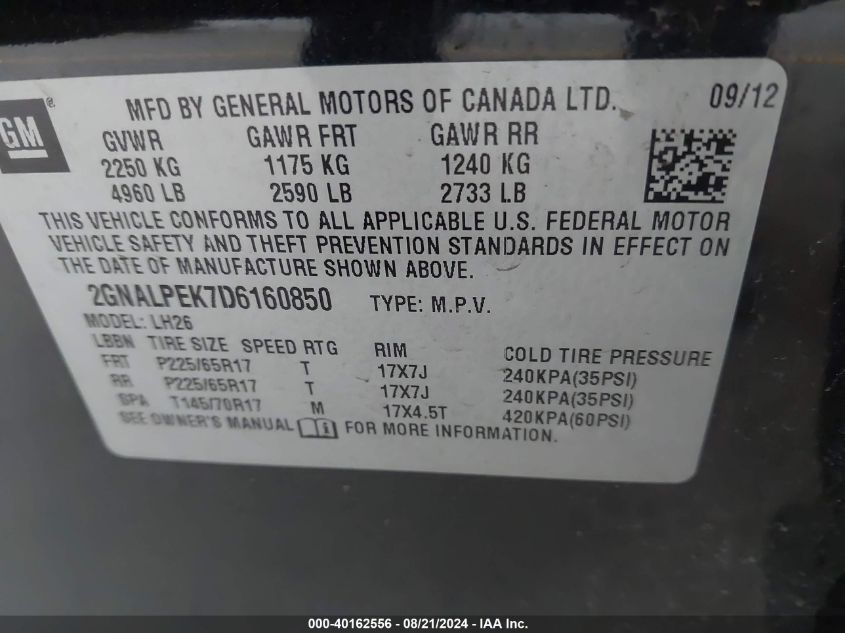 GM®
MFD BY GENERAL MOTORS OF CANADA LTD. 09/12
GVWR GAWR FRT GAWR RR
2250 KG 1175 KG 1240 KG
4960 LB 2590 LB 2733 LB
THIS VEHICLE CONFORMS TO ALL APPLICABLE U.S. FEDERAL MOTOR
VEHICLE SAFETY AND THEFT PREVENTION STANDARDS IN EFFECT ON
THE DATE OF MANUFACTURE SHOWN ABOVE.
2GNALPEK7D6160850 TYPE: M.P.V.
MODEL: LH26
LBBN TIRE SIZE SPEED RTG RIM COLD TIRE PRESSURE
FRT P225/65R17 T 17X7J 240KPA(35PSI)
RR P225/65R17 T 17X7J 240KPA(35PSI)
SPA T145/70R17 M 17X4.5T 420KPA(60PSI)
SEE OWNER'S MANUAL i FOR MORE INFORMATION.
000-40162556 - 08/21/2024 - IAA Inc.